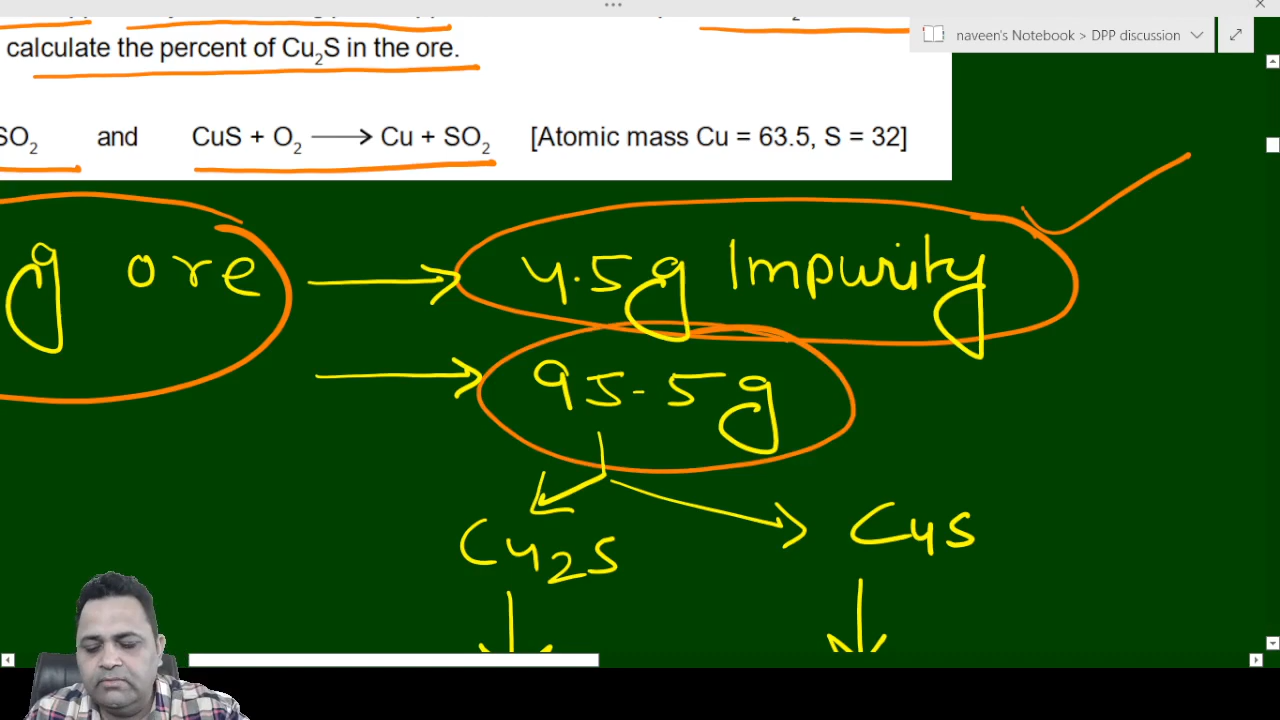 naveen's Notebook > DPP discussion
calculate the percent of Cu₂S in the ore.
SO₂ and CuS + O₂ ⟶ Cu + SO₂ [Atomic mass Cu = 63.5, S = 32]
g ore → 4.5g Impurity
→ 95.5g
Cu₂S → CuS